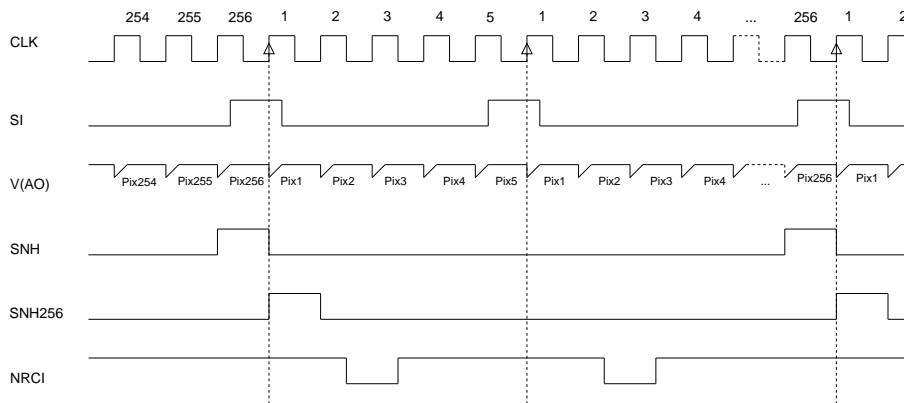 254 255 256 1 2 3 4 5 1 2 3 4 ... 256 1 2
CLK
SI
V(AO)
Pix254 Pix255 Pix256 Pix1 Pix2 Pix3 Pix4 Pix5 Pix1 Pix2 Pix3 Pix4 ... Pix256 Pix1
SNH
SNH256
NRCI